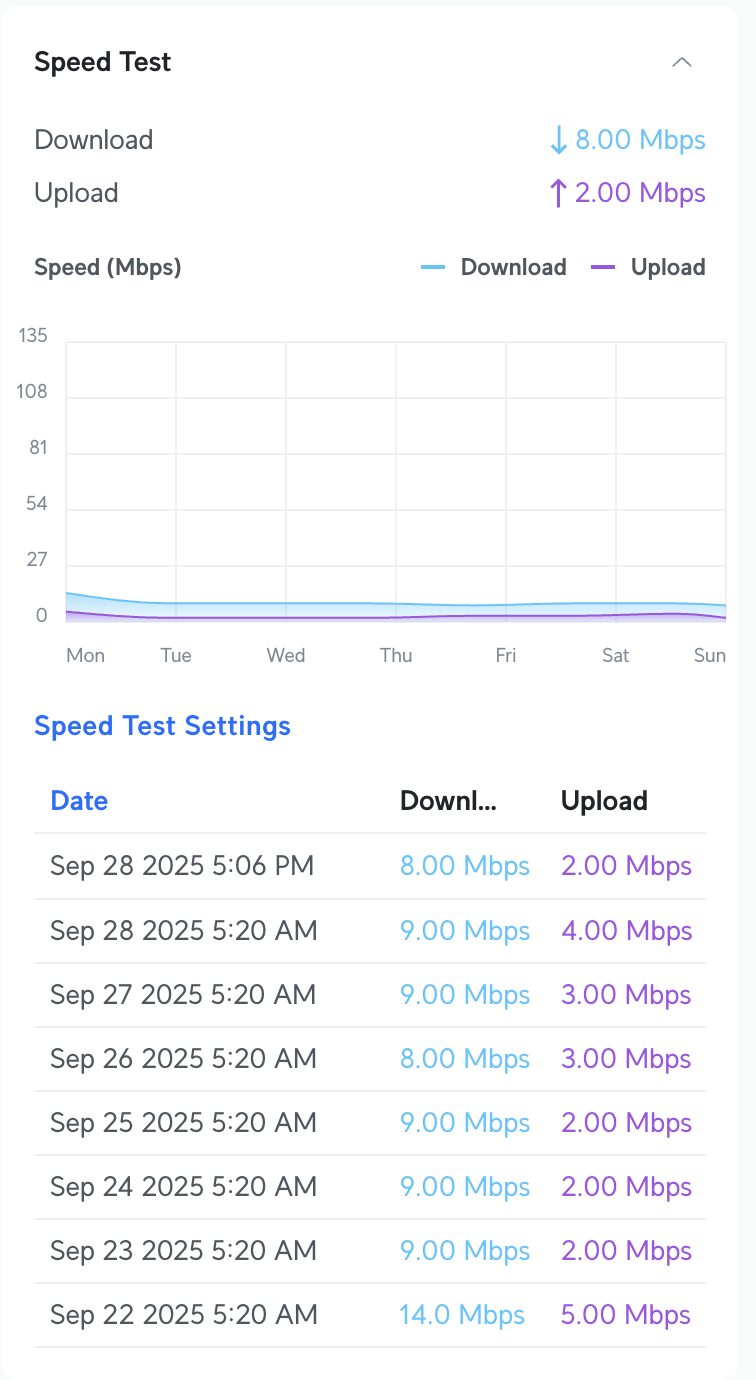 Speed Test
Download ↓ 8.00 Mbps
Upload ↑ 2.00 Mbps
Speed (Mbps) Download Upload
135
108
81
54
27
0
Mon Tue Wed Thu Fri Sat Sun
Speed Test Settings
Date Downl... Upload
Sep 28 2025 5:06 PM 8.00 Mbps 2.00 Mbps
Sep 28 2025 5:20 AM 9.00 Mbps 4.00 Mbps
Sep 27 2025 5:20 AM 9.00 Mbps 3.00 Mbps
Sep 26 2025 5:20 AM 8.00 Mbps 3.00 Mbps
Sep 25 2025 5:20 AM 9.00 Mbps 2.00 Mbps
Sep 24 2025 5:20 AM 9.00 Mbps 2.00 Mbps
Sep 23 2025 5:20 AM 9.00 Mbps 2.00 Mbps
Sep 22 2025 5:20 AM 14.0 Mbps 5.00 Mbps